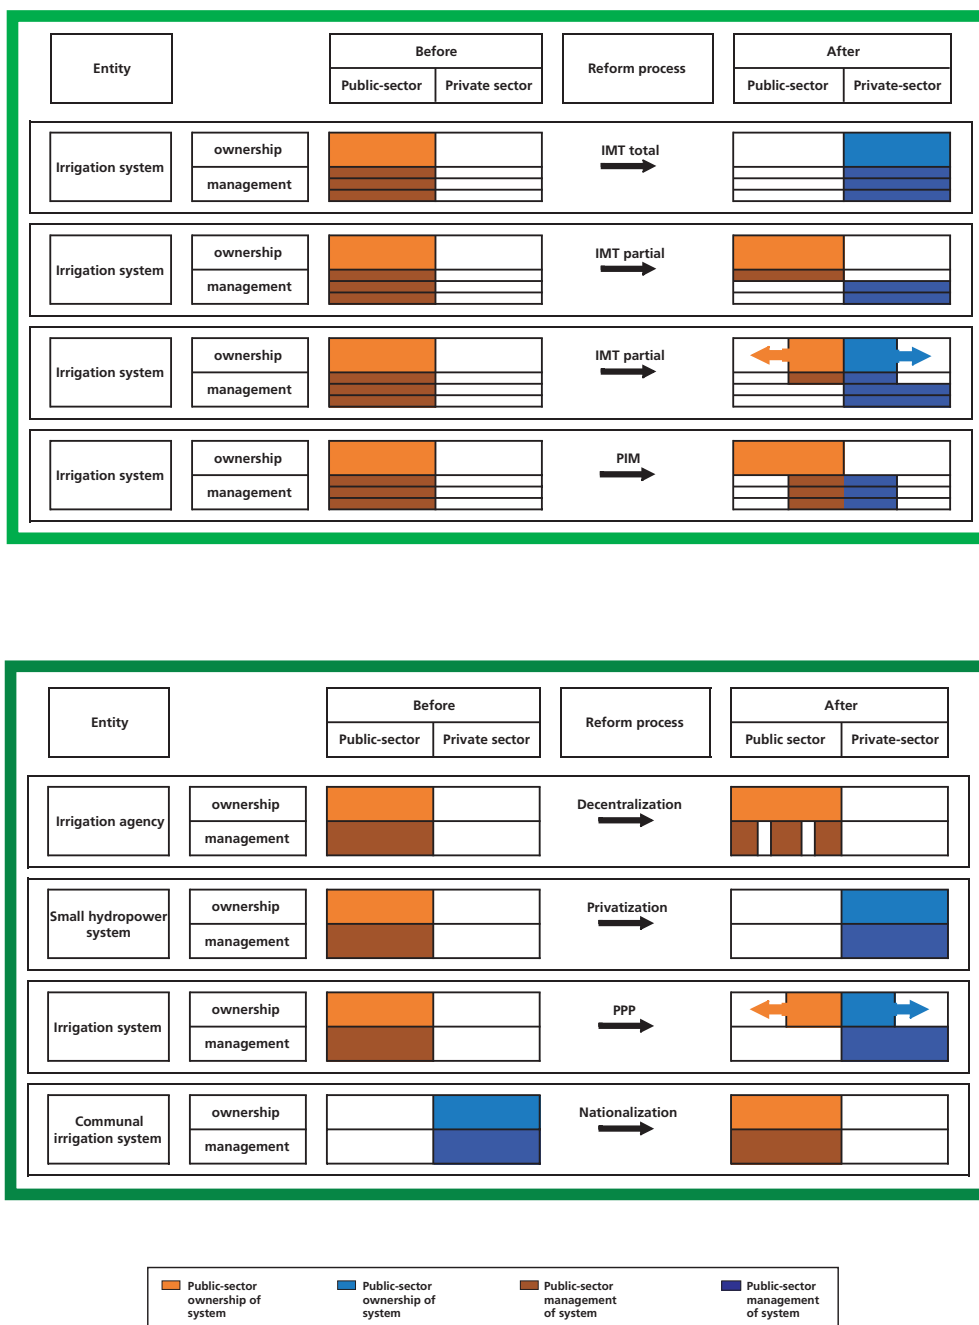 Entity
Before
Public-sector
Private sector
Reform process
After
Public-sector
Private-sector
Irrigation system
ownership
management
IMT total
Irrigation system
ownership
management
IMT partial
Irrigation system
ownership
management
IMT partial
Irrigation system
ownership
management
PIM
Entity
Before
Public-sector
Private sector
Reform process
After
Public sector
Private-sector
Irrigation agency
ownership
management
Decentralization
Small hydropower
system
ownership
management
Privatization
Irrigation system
ownership
management
PPP
Communal
irrigation system
ownership
management
Nationalization
Public-sector
ownership of
system
Public-sector
ownership of
system
Public-sector
management
of system
Public-sector
management
of system